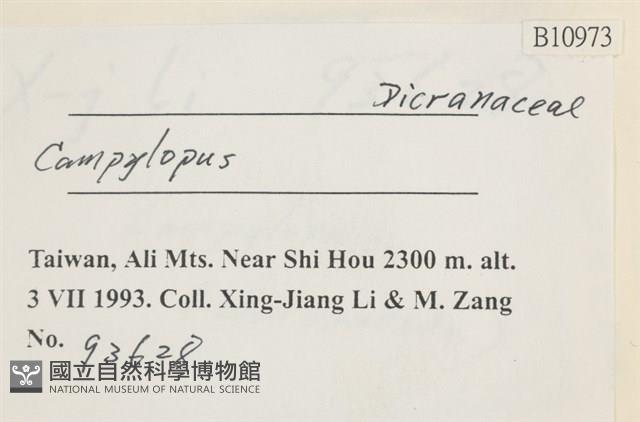 B10973
Dicranaceae
Campylopus
Taiwan, Ali Mts. Near Shi Hou 2300 m. alt.
3 VII 1993. Coll. Xing-Jiang Li & M. Zang
No. 93628
國立自然科學博物館
NATIONAL MUSEUM OF NATURAL SCIENCE